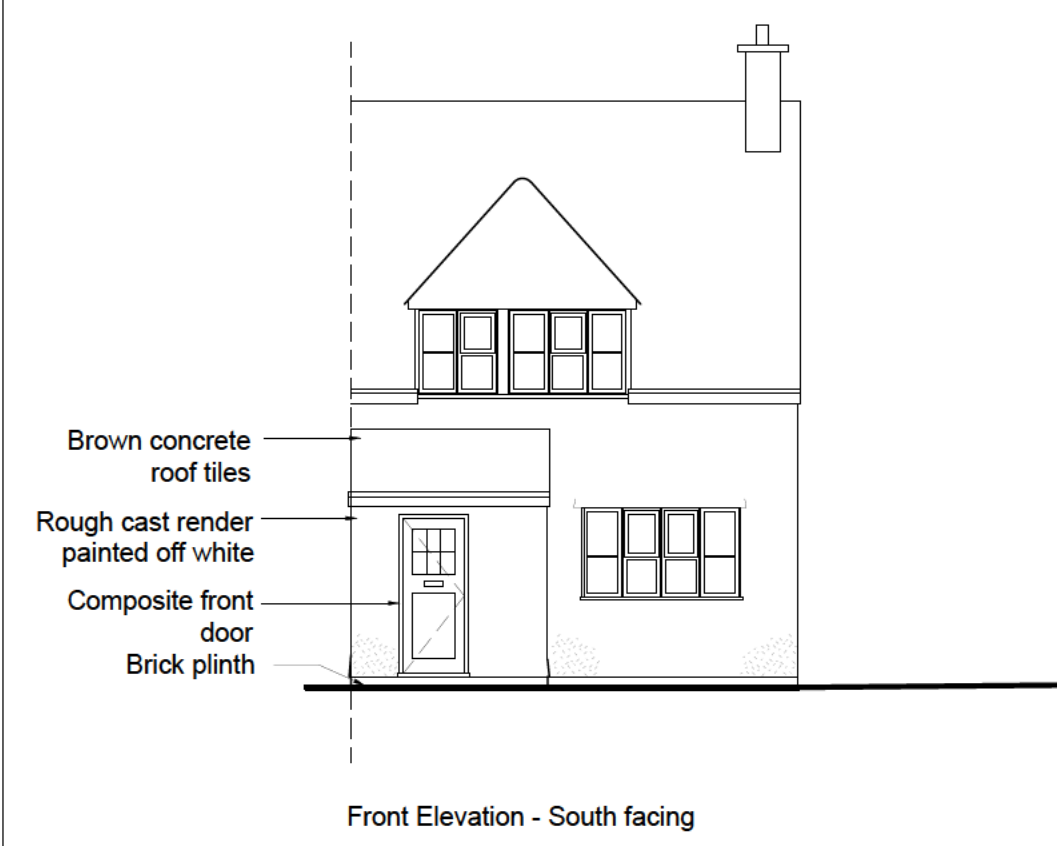 Brown concrete
roof tiles
Rough cast render
painted off white
Composite front
door
Brick plinth
Front Elevation - South facing